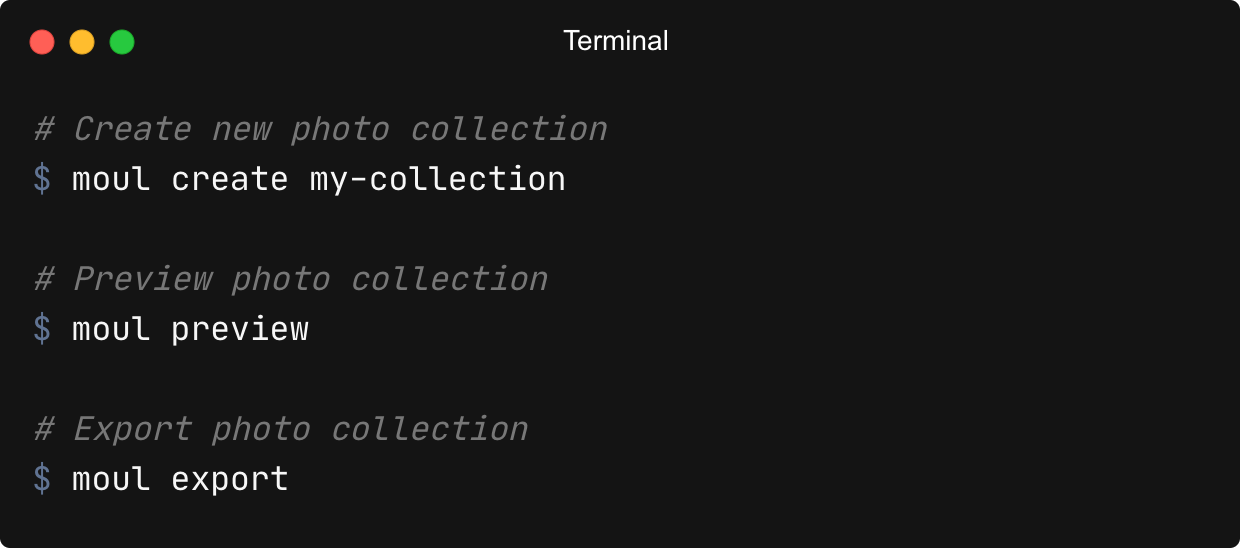 Terminal
# Create new photo collection
$ moul create my-collection
# Preview photo collection
$ moul preview
# Export photo collection
$ moul export